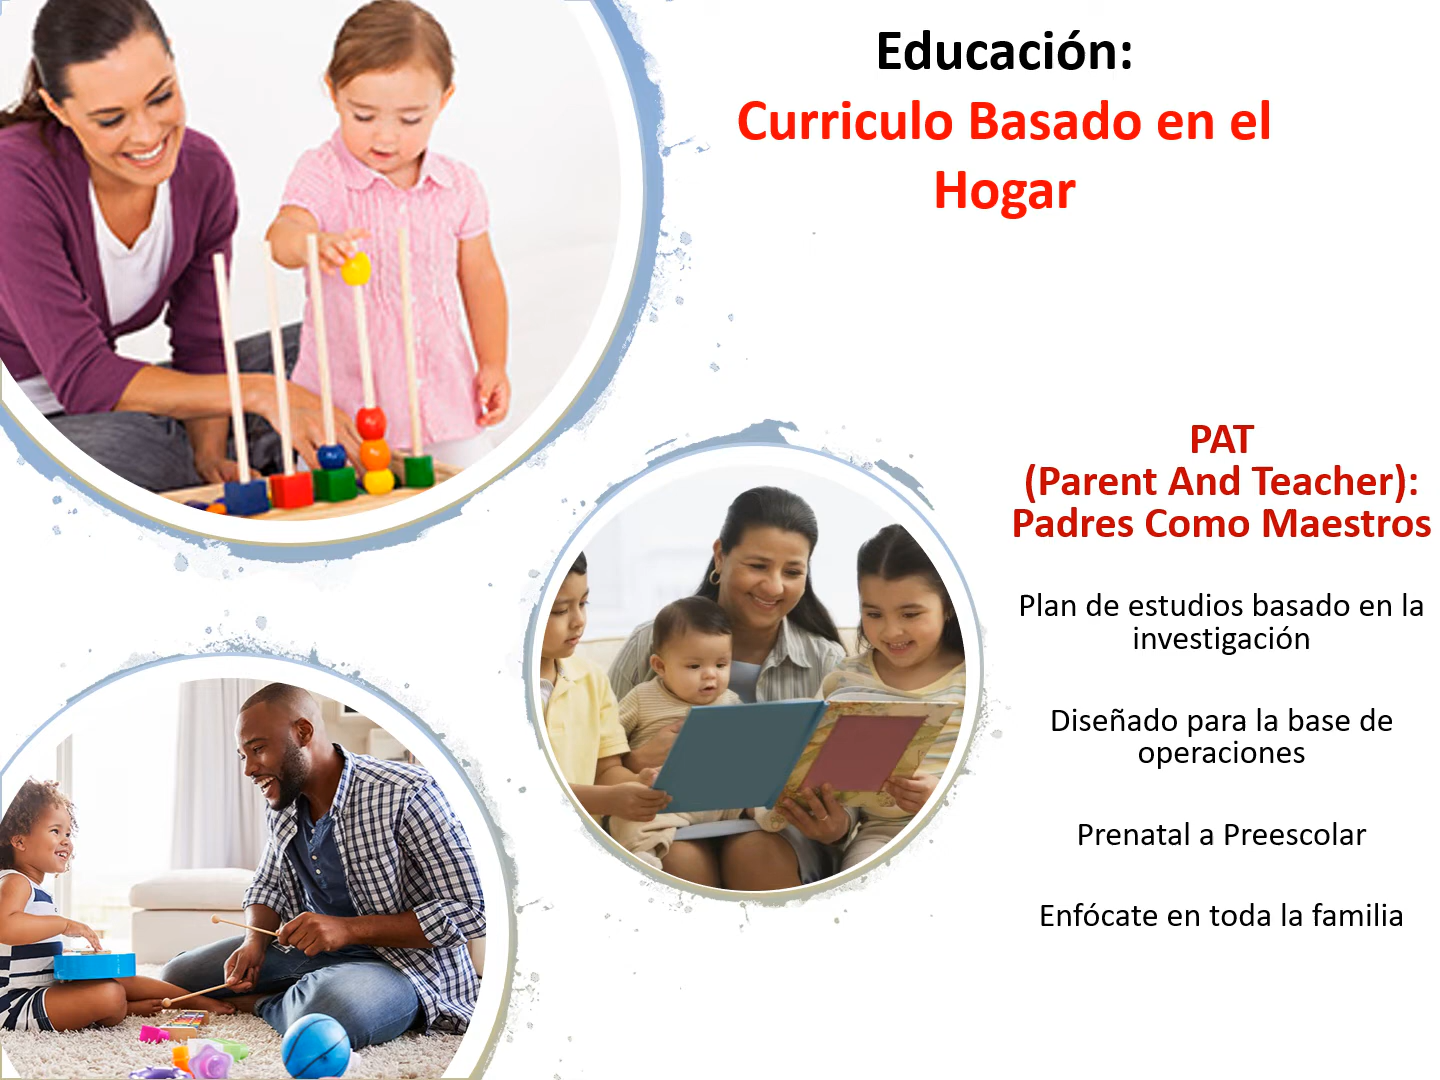 Educación:
Curriculo Basado en el
Hogar
PAT
(Parent And Teacher):
Padres Como Maestros
Plan de estudios basado en la
investigación
Diseñado para la base de
operaciones
Prenatal a Preescolar
Enfócate en toda la familia